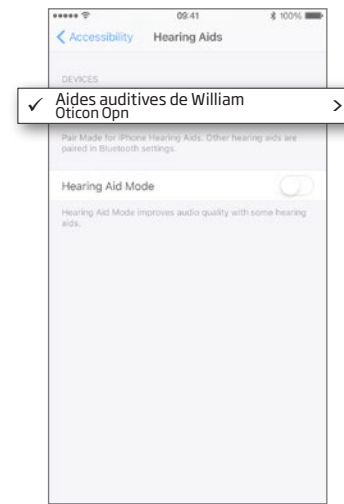 09:41
100%
Accessibility
Hearing Aids
DEVICES
Aides auditives de William
Oticon Opn
Pair Made for iPhone Hearing Aids. Other hearing aids are
paired in Bluetooth settings.
Hearing Aid Mode
Hearing Aid Mode improves audio quality with some hearing
aids.